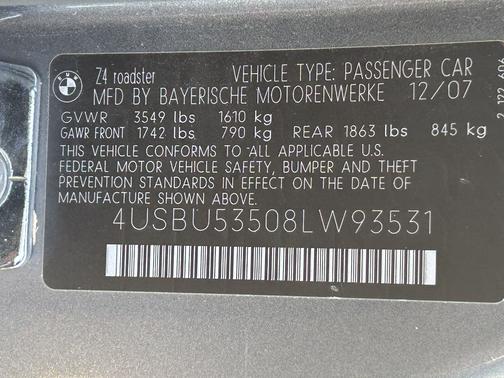 BMW
Z4 roadster VEHICLE TYPE: PASSENGER CAR
MFD BY BAYERISCHE MOTORENWERKE 12/07
GVWR 3549 lbs 1610 kg
GAWR FRONT 1742 lbs 790 kg REAR 1863 lbs 845 kg
THIS VEHICLE CONFORMS TO ALL APPLICABLE U.S.
FEDERAL MOTOR VEHICLE SAFETY, BUMPER AND THEFT
PREVENTION STANDARDS IN EFFECT ON THE DATE OF
MANUFACTURE SHOWN ABOVE.
4USBU53508LW93531